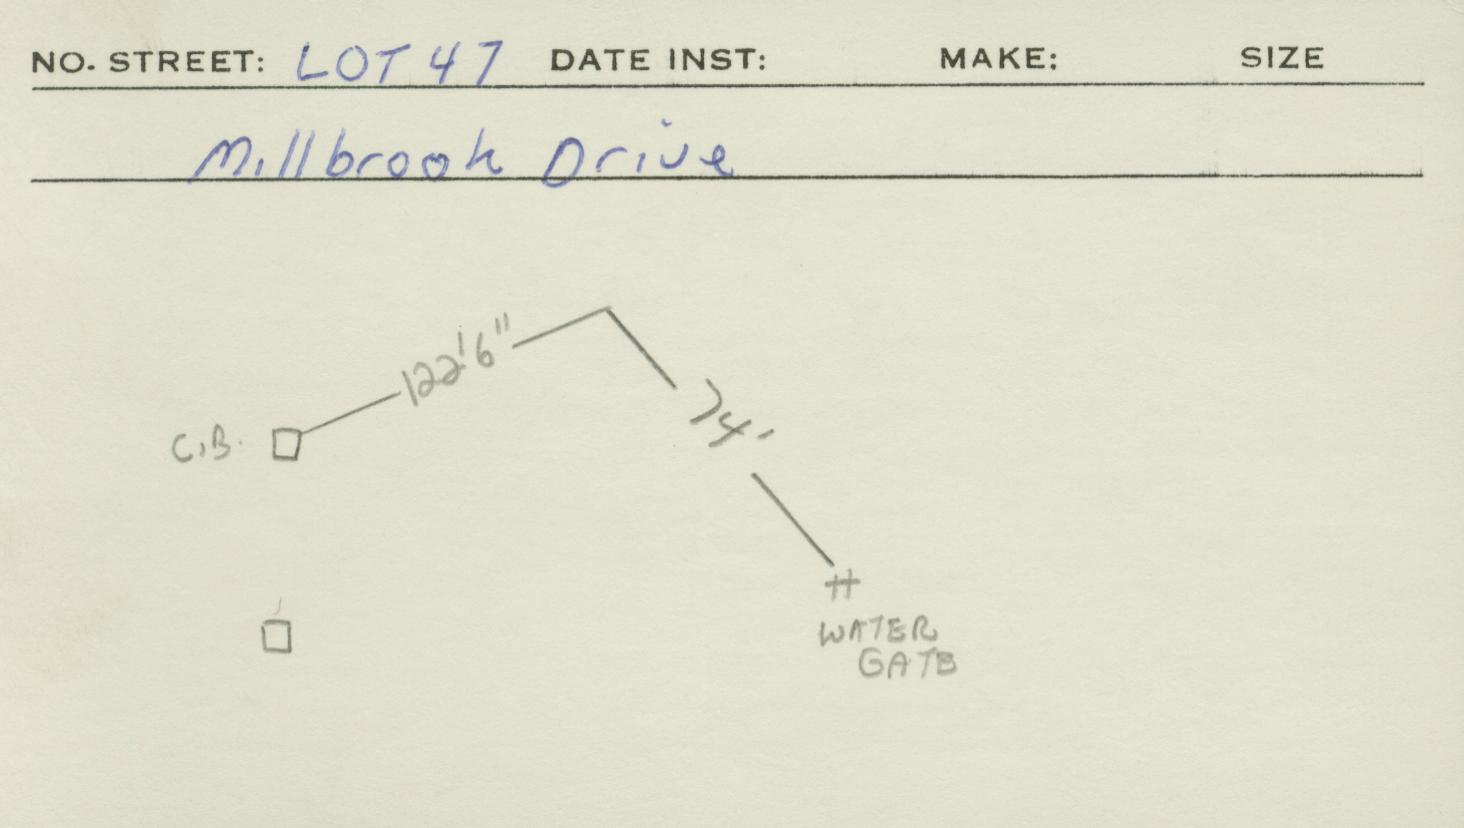 NO. STREET: LOT 47 DATE INST: MAKE: SIZE
Millbrook Drive
122'6"
74'
C.B.
WATER
GATE